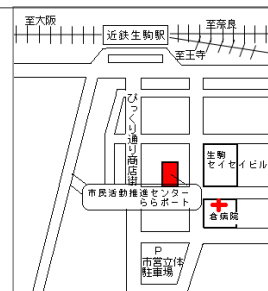 至大阪
近鉄生駒駅
至奈良
至王寺
びっくり通り商店街
生駒
セイセイビル
市民活動推進センター
ららポート
倉病院
P
市営立体
駐車場